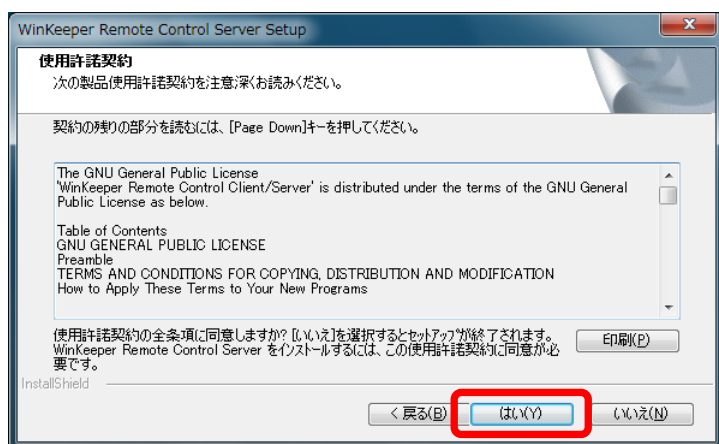 WinKeeper Remote Control Server Setup
使用許諾契約
次の製品使用許諾契約を注意深くお読みください。
契約の残りの部分を読むには、[Page Down]キーを押してください。
The GNU General Public License
'WinKeeper Remote Control Client/Server' is distributed under the terms of the GNU General
Public License as below.
Table of Contents
GNU GENERAL PUBLIC LICENSE
Preamble
TERMS AND CONDITIONS FOR COPYING, DISTRIBUTION AND MODIFICATION
How to Apply These Terms to Your New Programs
使用許諾契約の全条項に同意しますか? [いいえ]を選択するとセットアップが終了されます。
WinKeeper Remote Control Server をインストールするには、この使用許諾契約に同意が必
要です。
印刷(P)
InstallShield
< 戻る(B)
はい(Y)
いいえ(N)